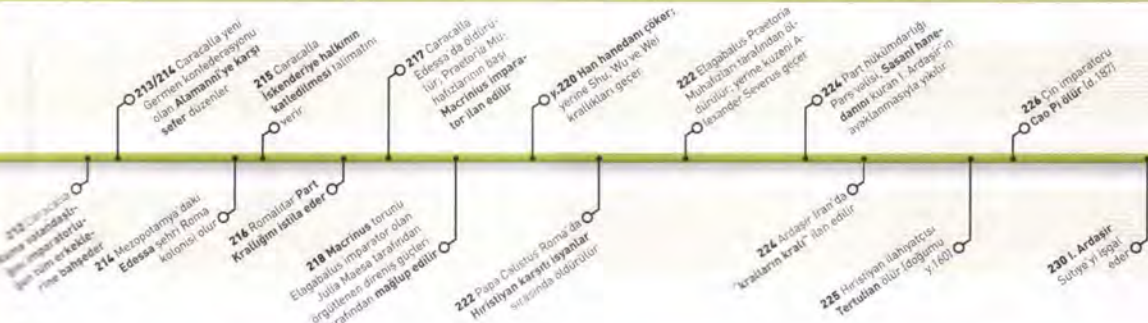 212 Caracalla
Roma vatandaşlı-
ğını imparatorlu-
ğun tüm erkekle-
rine bahşeder
213/214 Caracalla yeni
Germen konfederasyonu
olan Alamanni'ye karşı
sefer düzenler
214 Mezopotamya'daki
Edessa şehri Roma
kolonisi olur
215 Caracalla
İskenderiye halkının
katledilmesi talimatını
verir
216 Romalılar Part
Krallığını istila eder
217 Caracalla
Edessa'da öldürü-
lür; Praetoria Mu-
hafızlarının başı
Macrinius impara-
tor ilan edilir
218 Macrinus torunu
Elagabalus imparator olan
Julia Maesa tarafından
örgütlenen direniş güçleri
tarafından mağlup edilir
y.220 Han hanedanı çöker;
yerine Shu, Wu ve Wei
krallıkları geçer
222 Papa Calixtus Roma'da
Hıristiyan karşıtı isyanlar
sırasında öldürülür
222 Elagabalus Praetoria
Muhafızları tarafından öl-
dürülür; yerine kuzeni A-
lexander Severus geçer
224 Part hükümdarlığı
Pars valisi, Sasani hane-
danını kuran I. Ardaşir'in
ayaklanmasıyla yıkılır
224 Ardaşir İran'da
"kralların kralı" ilan edilir
225 Hıristiyan ilahiyatçısı
Tertulian ölür (doğumu
y.160)
226 Çin imparatoru
Cao Pi ölür (d.187)
230 I. Ardaşir
Suriye'yi işgal
eder